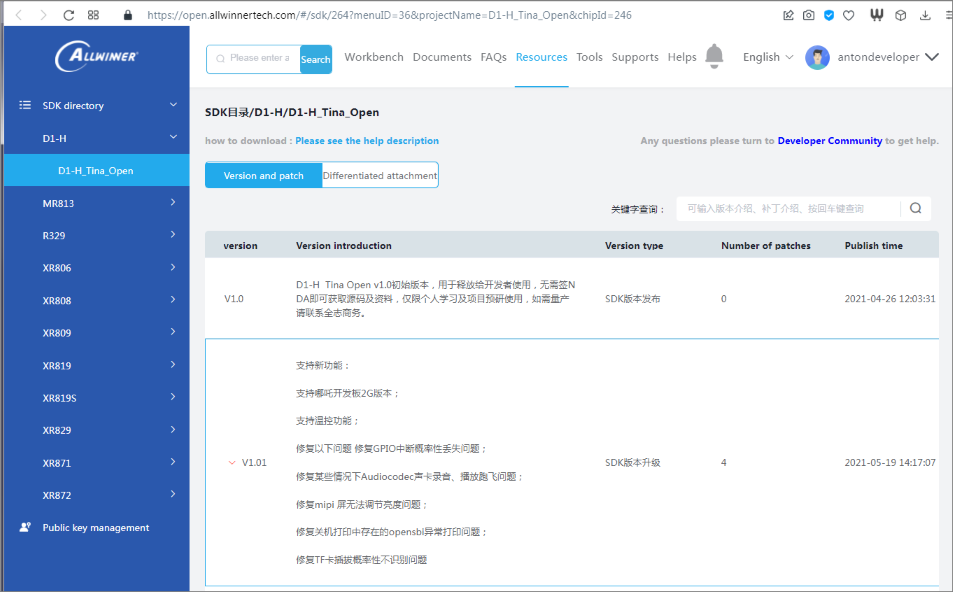 https://open.allwinnertech.com/#/sdk/264?menuID=36&projectName=D1-H_Tina_Open&chipId=246
ALLWINNER
Please enter a
Search
Workbench
Documents
FAQs
Resources
Tools
Supports
Helps
English
antondeveloper
SDK directory
D1-H
D1-H_Tina_Open
MR813
R329
XR806
XR808
XR809
XR819
XR819S
XR829
XR871
XR872
Public key management
SDK目录/D1-H/D1-H_Tina_Open
how to download : Please see the help description
Any questions please turn to Developer Community to get help.
Version and patch
Differentiated attachment
关键字查询：
可输入版本介绍、补丁介绍、按回车键查询
version
Version introduction
Version type
Number of patches
Publish time
V1.0
D1-H Tina Open v1.0初始版本，用于释放给开发者使用，无需签N
DA即可获取源码及资料，仅限个人学习及项目预研使用，如需量产
请联系全志商务。
SDK版本发布
0
2021-04-26 12:03:31
V1.01
支持新功能；
支持哪吒开发板2G版本；
支持温控功能；
修复以下问题 修复GPIO中断概率性丢失问题；
修复某些情况下Audiocodec声卡录音、播放跑飞问题；
修复mipi 屏无法调节亮度问题；
修复关机打印中存在的opensbi异常打印问题；
修复TF卡插拔概率性不识别问题
SDK版本升级
4
2021-05-19 14:17:07